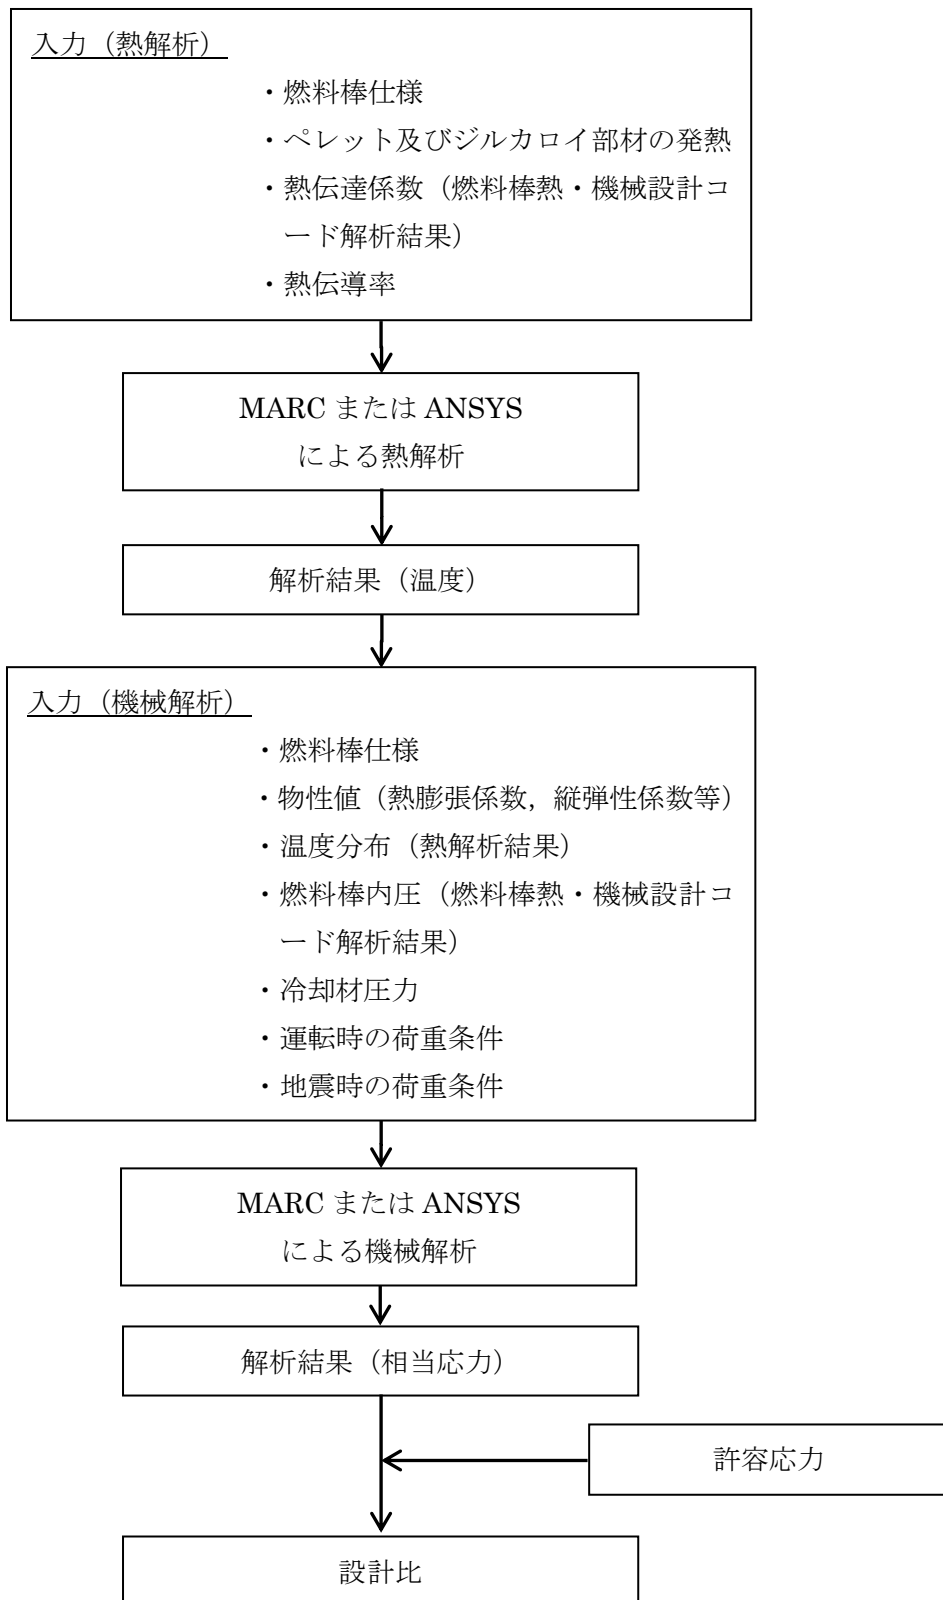 入力（熱解析）
・燃料棒仕様
・ペレット及びジルカロイ部材の発熱
・熱伝達係数（燃料棒熱・機械設計コ
ード解析結果）
・熱伝導率
MARC または ANSYS
による熱解析
解析結果（温度）
入力（機械解析）
・燃料棒仕様
・物性値（熱膨張係数，縦弾性係数等）
・温度分布（熱解析結果）
・燃料棒内圧（燃料棒熱・機械設計コ
ード解析結果）
・冷却材圧力
・運転時の荷重条件
・地震時の荷重条件
MARC または ANSYS
による機械解析
解析結果（相当応力）
許容応力
設計比